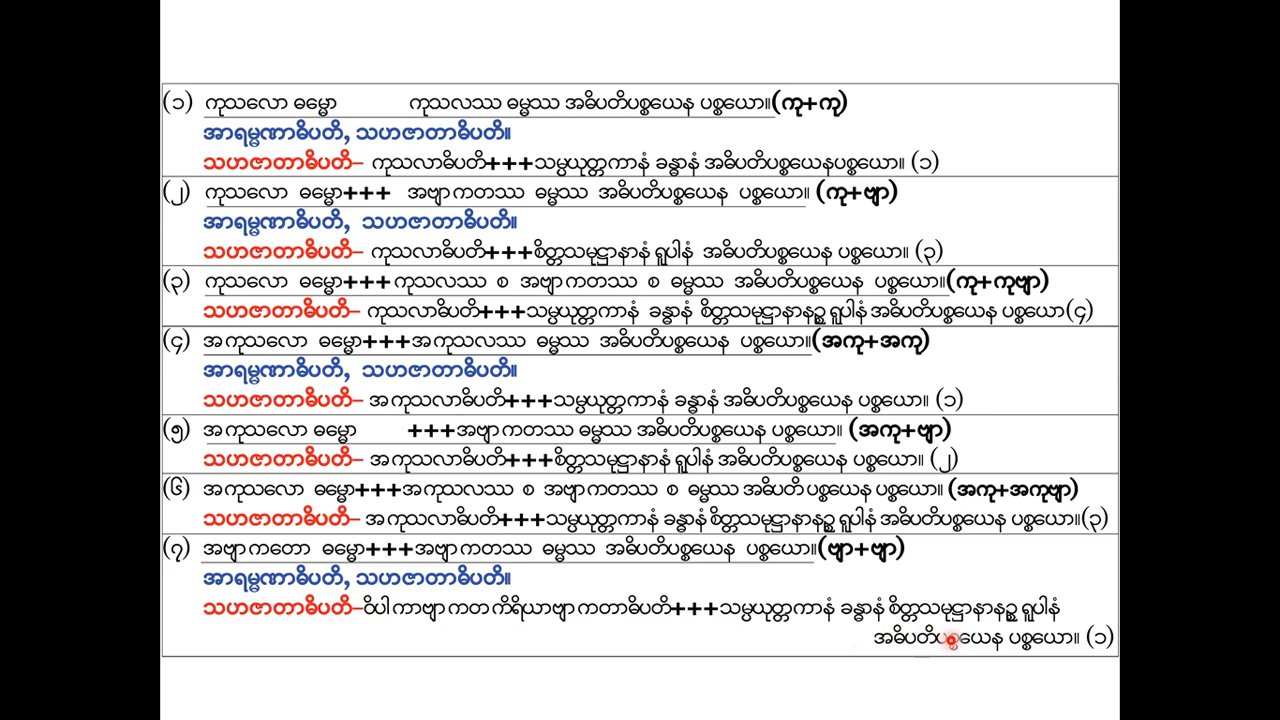 (၁) ကုသလော ဓမ္မော ကုသလဿ ဓမ္မဿ အဓိပတိပစ္စယေန ပစ္စယော။(ကု+ကု)
အာရမ္မဏာဓိပတိ, သဟဇာတာဓိပတိ။
သဟဇာတာဓိပတိ– ကုသလာဓိပတိ+++သမ္ပယုတ္တကာနံ ခန္ဓာနံ အဓိပတိပစ္စယေနပစ္စယော။ (၁)
(၂) ကုသလော ဓမ္မော+++ အဗျာကတဿ ဓမ္မဿ အဓိပတိပစ္စယေန ပစ္စယော။ (ကု+ဗျာ)
အာရမ္မဏာဓိပတိ, သဟဇာတာဓိပတိ။
သဟဇာတာဓိပတိ– ကုသလာဓိပတိ+++စိတ္တသမုဋ္ဌာနာနံ ရူပါနံ အဓိပတိပစ္စယေန ပစ္စယော။ (၃)
(၃) ကုသလော ဓမ္မော+++ကုသလဿ စ အဗျာကတဿ စ ဓမ္မဿ အဓိပတိပစ္စယေန ပစ္စယော။(ကု+ကုဗျာ)
သဟဇာတာဓိပတိ– ကုသလာဓိပတိ+++သမ္ပယုတ္တကာနံ ခန္ဓာနံ စိတ္တသမုဋ္ဌာနာနဉ္စ ရူပါနံ အဓိပတိပစ္စယေန ပစ္စယော(၄)
(၄) အကုသလော ဓမ္မော+++အကုသလဿ ဓမ္မဿ အဓိပတိပစ္စယေန ပစ္စယော။(အကု+အကု)
အာရမ္မဏာဓိပတိ, သဟဇာတာဓိပတိ။
သဟဇာတာဓိပတိ– အကုသလာဓိပတိ+++သမ္ပယုတ္တကာနံ ခန္ဓာနံ အဓိပတိပစ္စယေန ပစ္စယော။ (၁)
(၅) အကုသလော ဓမ္မော +++အဗျာကတဿ ဓမ္မဿ အဓိပတိပစ္စယေန ပစ္စယော။ (အကု+ဗျာ)
သဟဇာတာဓိပတိ– အကုသလာဓိပတိ+++စိတ္တသမုဋ္ဌာနာနံ ရူပါနံ အဓိပတိပစ္စယေန ပစ္စယော။ (၂)
(၆) အကုသလော ဓမ္မော+++အကုသလဿ စ အဗျာကတဿ စ ဓမ္မဿ အဓိပတိပစ္စယေန ပစ္စယော။ (အကု+အကုဗျာ)
သဟဇာတာဓိပတိ– အကုသလာဓိပတိ+++သမ္ပယုတ္တကာနံ ခန္ဓာနံ စိတ္တသမုဋ္ဌာနာနဉ္စ ရူပါနံ အဓိပတိပစ္စယေန ပစ္စယော။(၃)
(၇) အဗျာကတော ဓမ္မော+++အဗျာကတဿ ဓမ္မဿ အဓိပတိပစ္စယေန ပစ္စယော။(ဗျာ+ဗျာ)
အာရမ္မဏာဓိပတိ, သဟဇာတာဓိပတိ။
သဟဇာတာဓိပတိ–ဝိပါကာဗျာကတကိရိယာဗျာကတာဓိပတိ+++သမ္ပယုတ္တကာနံ ခန္ဓာနံ စိတ္တသမုဋ္ဌာနာနဉ္စ ရူပါနံ
အဓိပတိပစ္စယေန ပစ္စယော။ (၁)